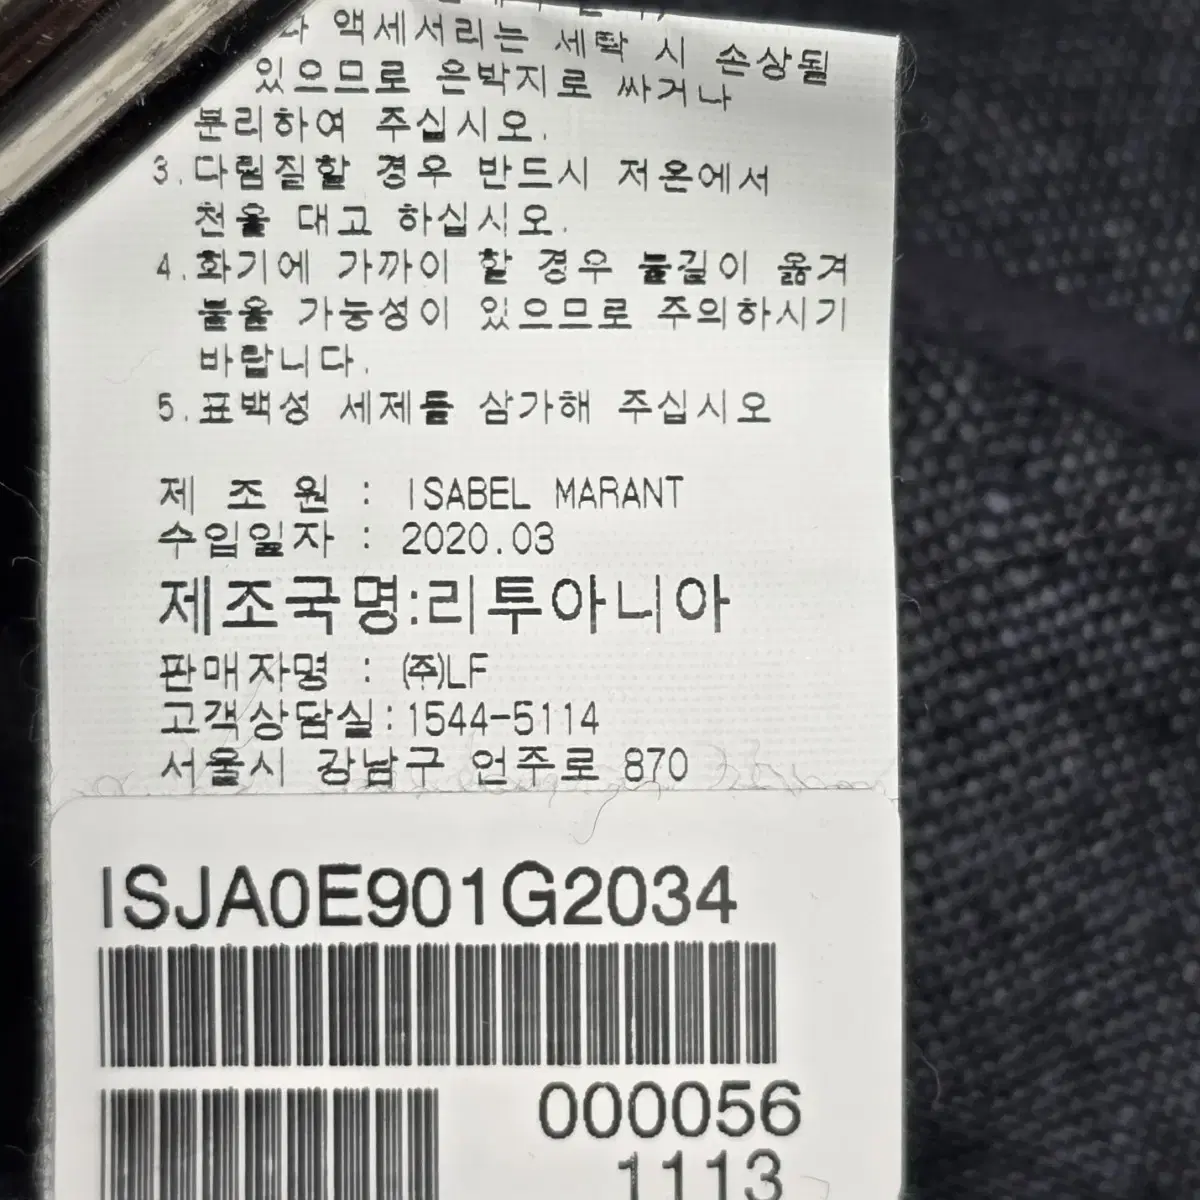 액세서리는 세탁 시 손상될
있으므로 은박지로 싸거나
분리하여 주십시오.
3.다림질할 경우 반드시 저온에서
천을 대고 하십시오.
4.화기에 가까이 할 경우 불길이 옮겨
붙을 가능성이 있으므로 주의하시기
바랍니다.
5.표백성 세제를 삼가해 주십시오
제 조 원 : ISABEL MARANT
수입일자 : 2020.03
제조국명:리투아니아
판매자명 : ㈜LF
고객상담실:1544-5114
서울시 강남구 언주로 870
ISJA0E901G2034
000056
1113